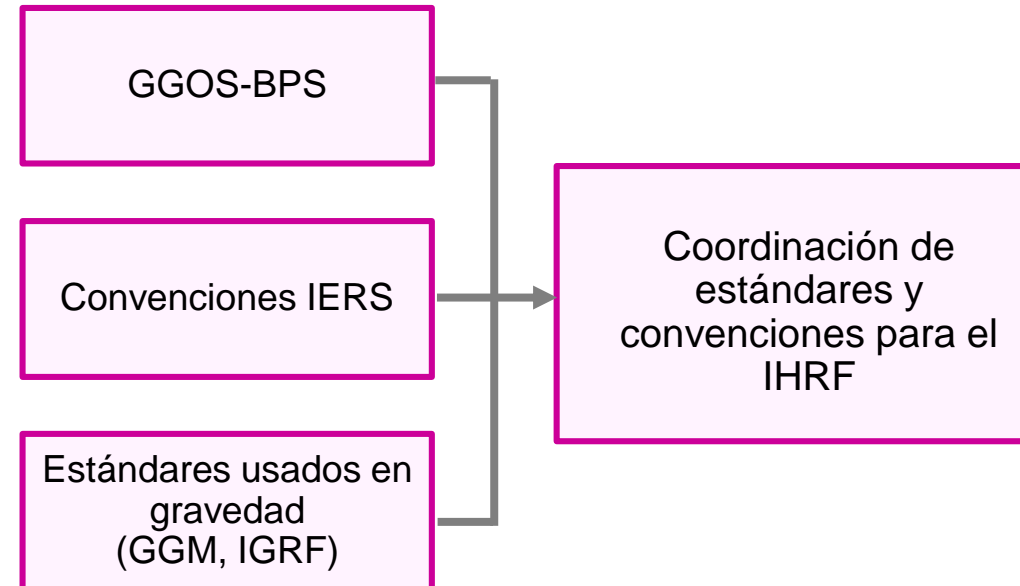 GGOS-BPS
Convenciones IERS
Estándares usados en
gravedad
(GGM, IGRF)
Coordinación de
estándares y
convenciones para el
IHRF